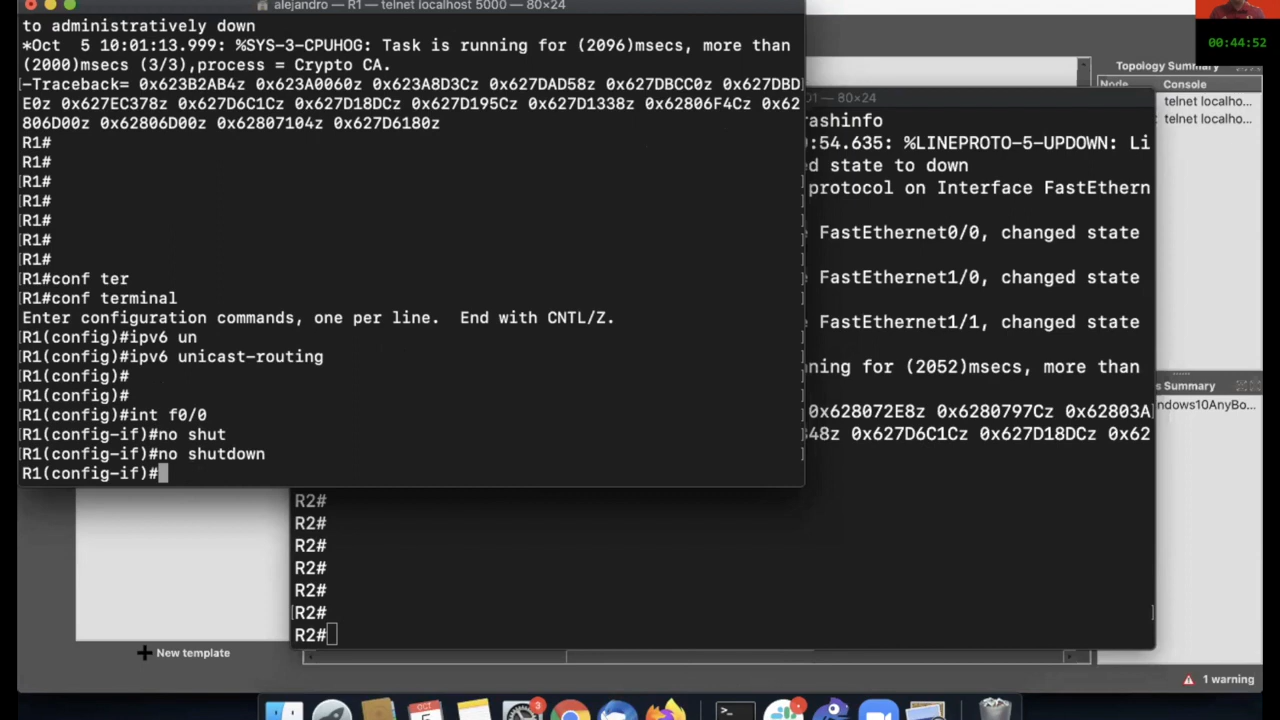 alejandro — R1 — telnet localhost 5000 — 80×24
to administratively down
*Oct  5 10:01:13.999: %SYS-3-CPUHOG: Task is running for (2096)msecs, more than
(2000)msecs (3/3),process = Crypto CA.
-Traceback= 0x623B2AB4z 0x623A0060z 0x623A8D3Cz 0x627DAD58z 0x627DBCC0z 0x627DBD
E0z 0x627EC378z 0x627D6C1Cz 0x627D18DCz 0x627D195Cz 0x627D1338z 0x62806F4Cz 0x62
806D00z 0x62806D00z 0x62807104z 0x627D6180z
R1#
R1#
R1#
R1#
R1#
R1#
R1#
R1#conf ter
R1#conf terminal
Enter configuration commands, one per line.  End with CNTL/Z.
R1(config)#ipv6 un
R1(config)#ipv6 unicast-routing
R1(config)#
R1(config)#
R1(config)#int f0/0
R1(config-if)#no shut
R1(config-if)#no shutdown
R1(config-if)#
01 — 80×24
rashinfo
:54.635: %LINEPROTO-5-UPDOWN: Li
d state to down
protocol on Interface FastEthern
FastEthernet0/0, changed state
FastEthernet1/0, changed state
FastEthernet1/1, changed state
ning for (2052)msecs, more than
0x628072E8z 0x6280797Cz 0x62803A
48z 0x627D6C1Cz 0x627D18DCz 0x62
R2#
R2#
R2#
R2#
R2#
R2#
R2#
00:44:52
Topology Summary
Node Console
telnet localho...
telnet localho...
s Summary
ndows10AnyBo...
New template
1 warning
OCT
3